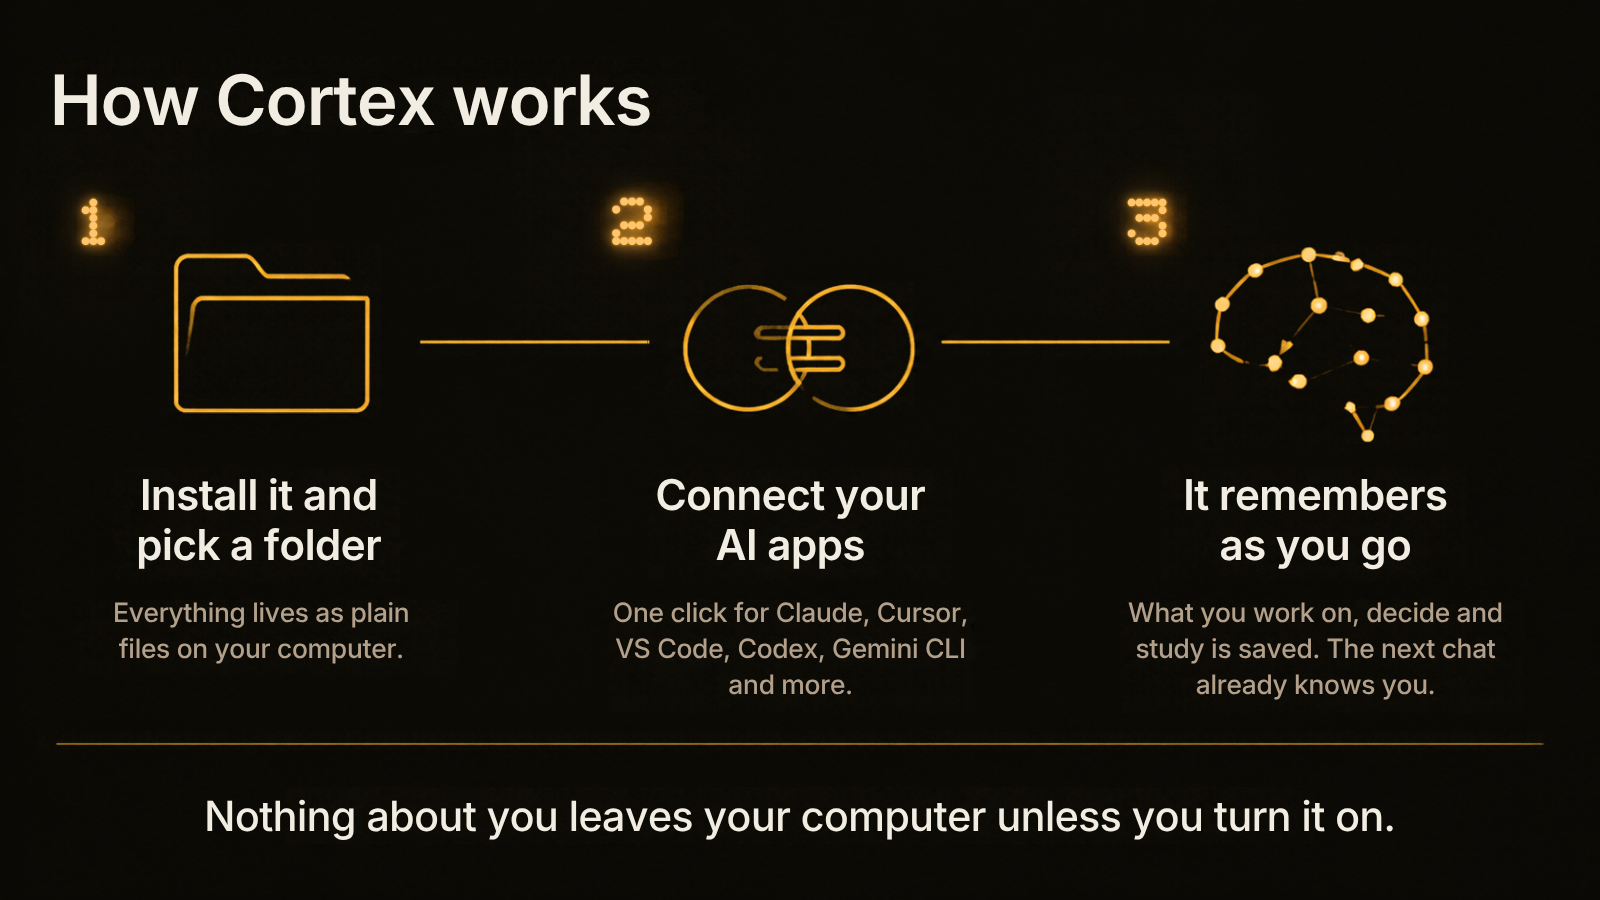 How Cortex works
1
2
3
Install it and
pick a folder
Everything lives as plain
files on your computer.
Connect your
AI apps
One click for Claude, Cursor,
VS Code, Codex, Gemini CLI
and more.
It remembers
as you go
What you work on, decide and
study is saved. The next chat
already knows you.
Nothing about you leaves your computer unless you turn it on.